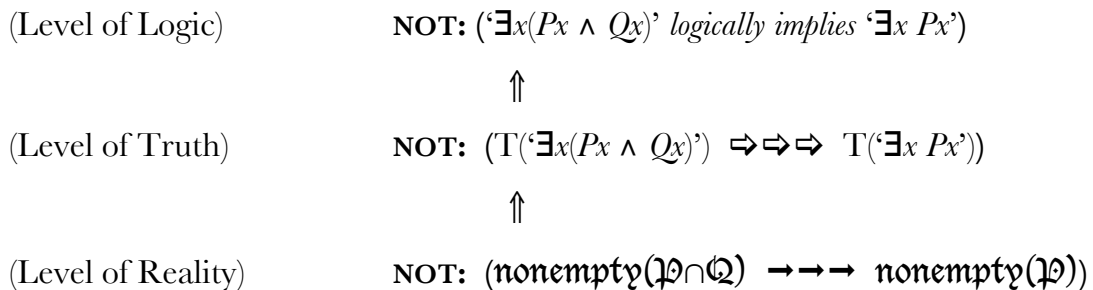 (Level of Logic) NOT: (‘∃x(Px ∧ Qx)’ logically implies ‘∃x Px’)
⇑
(Level of Truth) NOT: (T(‘∃x(Px ∧ Qx)’) ➩➩➩ T(‘∃x Px’))
⇑
(Level of Reality) NOT: (𝔫𝔬𝔫𝔢𝔪𝔭𝔱𝔶(𝔓∩𝔔) ➞➞➞ 𝔫𝔬𝔫𝔢𝔪𝔭𝔱𝔶(𝔓))